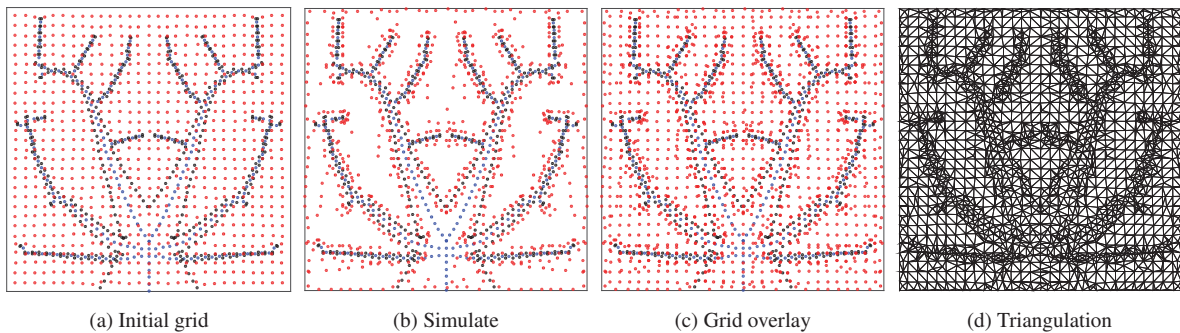 (a) Initial grid
(b) Simulate
(c) Grid overlay
(d) Triangulation